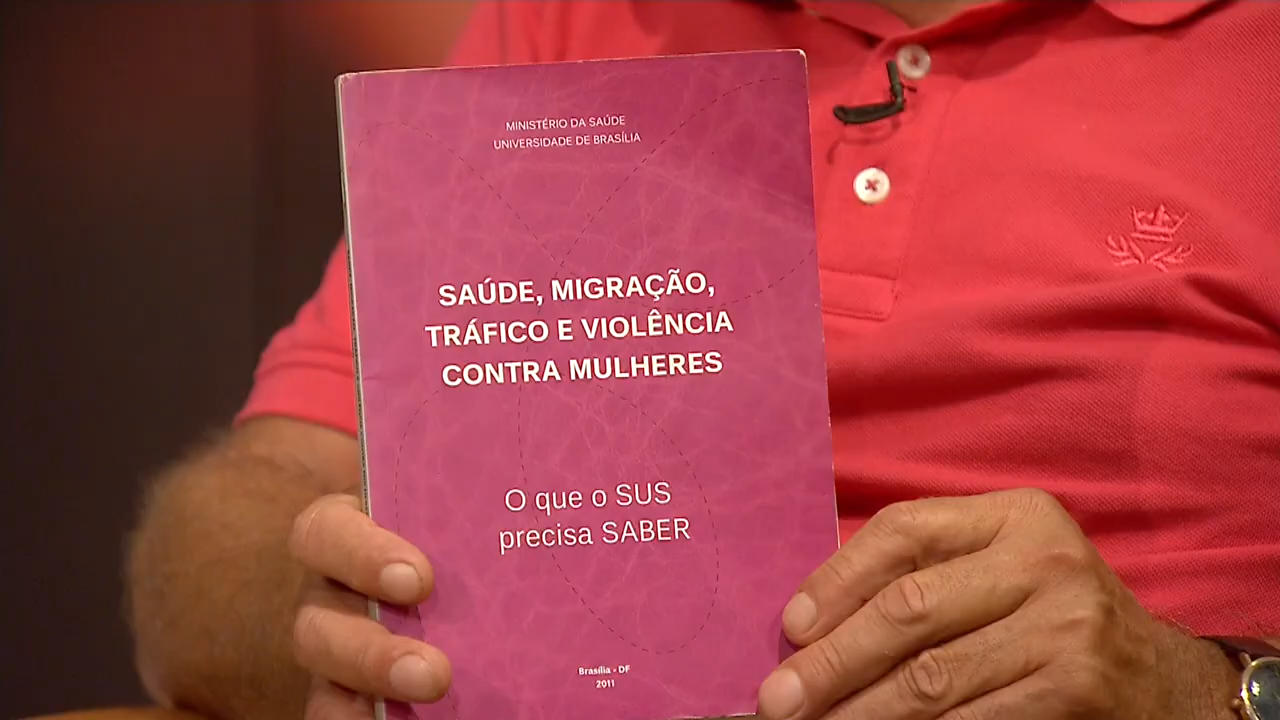 MINISTÉRIO DA SAÚDE
UNIVERSIDADE DE BRASÍLIA
SAÚDE, MIGRAÇÃO,
TRÁFICO E VIOLÊNCIA
CONTRA MULHERES
O que o SUS
precisa SABER
Brasília - DF
2011